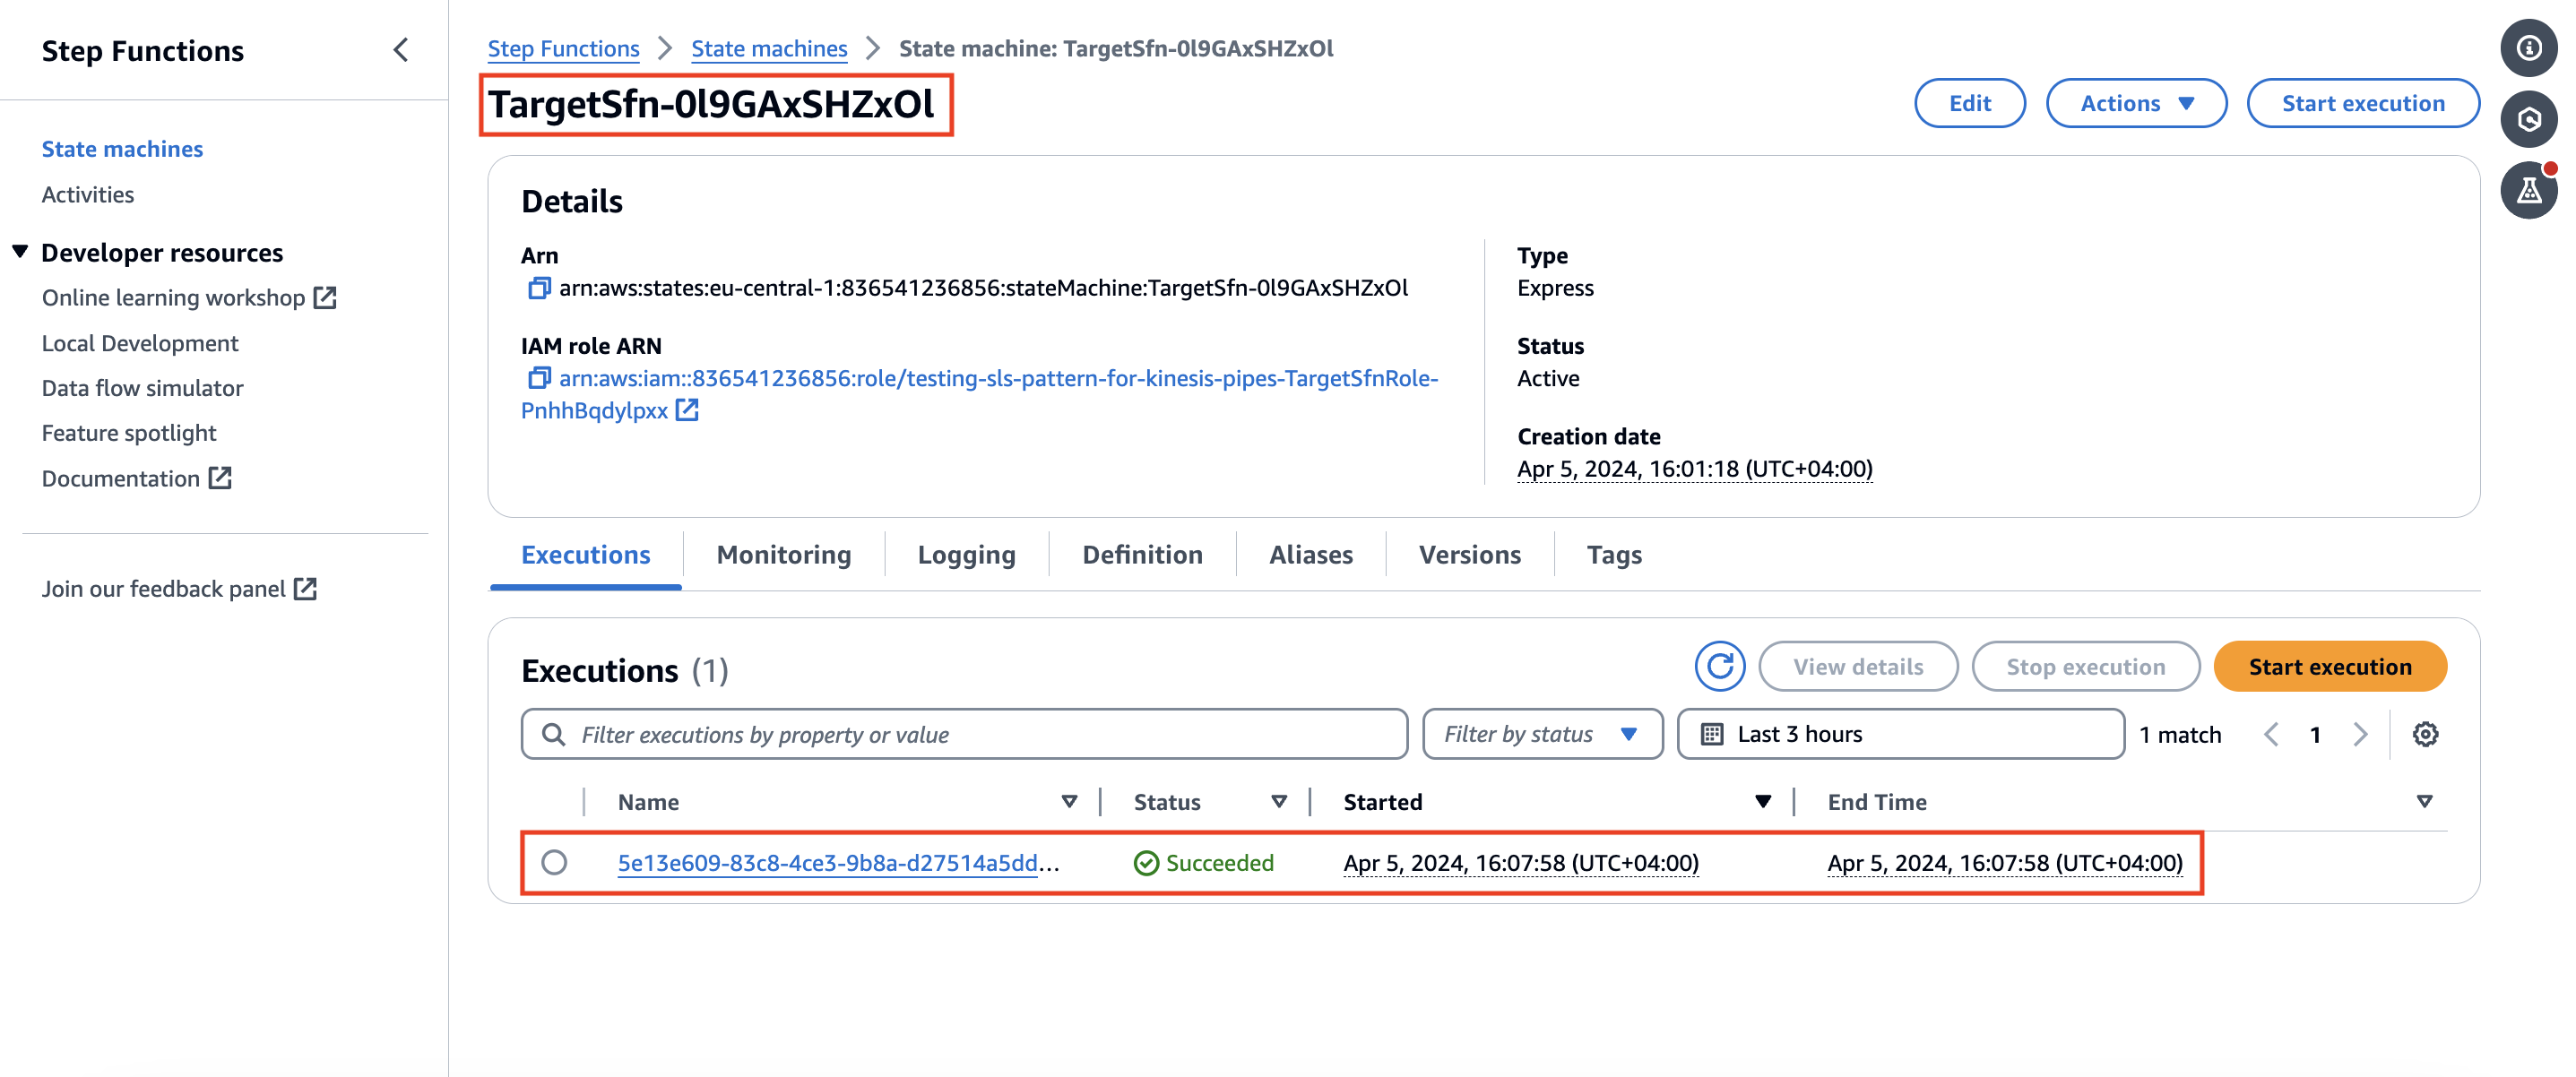 Step Functions
State machines
Activities
Developer resources
Online learning workshop
Local Development
Data flow simulator
Feature spotlight
Documentation
Join our feedback panel
Step Functions State machines State machine: TargetSfn-0l9GAxSHZxOl
TargetSfn-0l9GAxSHZxOl
Edit Actions Start execution
Details
Arn
arn:aws:states:eu-central-1:836541236856:stateMachine:TargetSfn-0l9GAxSHZxOl
IAM role ARN
arn:aws:iam::836541236856:role/testing-sls-pattern-for-kinesis-pipes-TargetSfnRole-
PnhhBqdylpxx
Type
Express
Status
Active
Creation date
Apr 5, 2024, 16:01:18 (UTC+04:00)
Executions Monitoring Logging Definition Aliases Versions Tags
Executions (1)
View details Stop execution Start execution
Filter executions by property or value Filter by status Last 3 hours 1 match 1
Name Status Started End Time
5e13e609-83c8-4ce3-9b8a-d27514a5dd... Succeeded Apr 5, 2024, 16:07:58 (UTC+04:00) Apr 5, 2024, 16:07:58 (UTC+04:00)